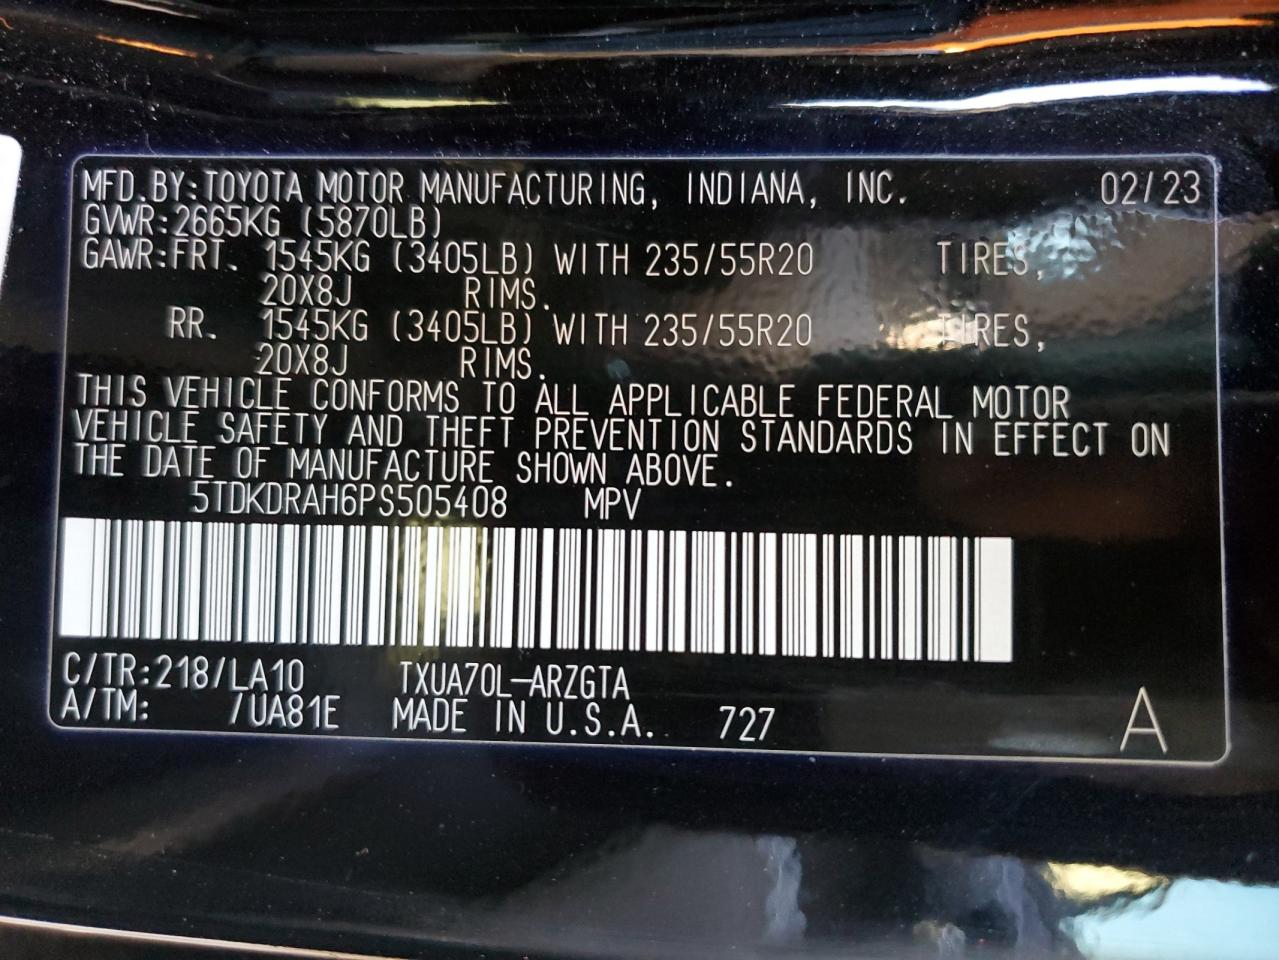 MFD.BY:TOYOTA MOTOR MANUFACTURING, INDIANA, INC. 02/23
GVWR:2665KG (5870LB)
GAWR:FRT. 1545KG (3405LB) WITH 235/55R20 TIRES,
20X8J RIMS.
RR. 1545KG (3405LB) WITH 235/55R20 TIRES,
20X8J RIMS.
THIS VEHICLE CONFORMS TO ALL APPLICABLE FEDERAL MOTOR
VEHICLE SAFETY AND THEFT PREVENTION STANDARDS IN EFFECT ON
THE DATE OF MANUFACTURE SHOWN ABOVE.
5TDKDRAH6PS505408 MPV
C/TR:218/LA10 TXUA70L-ARZGTA
A/TM: /UA81E MADE IN U.S.A. 727 A